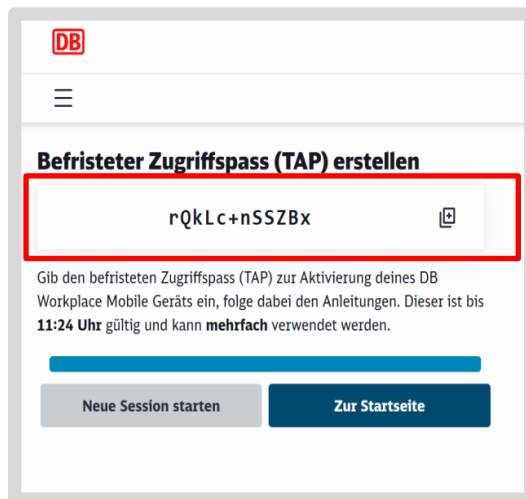 DB
Befristeter Zugriffspass (TAP) erstellen
rQkLc+nSSZBx
Gib den befristeten Zugriffspass (TAP) zur Aktivierung deines DB
Workplace Mobile Geräts ein, folge dabei den Anleitungen. Dieser ist bis
11:24 Uhr gültig und kann mehrfach verwendet werden.
Neue Session starten
Zur Startseite